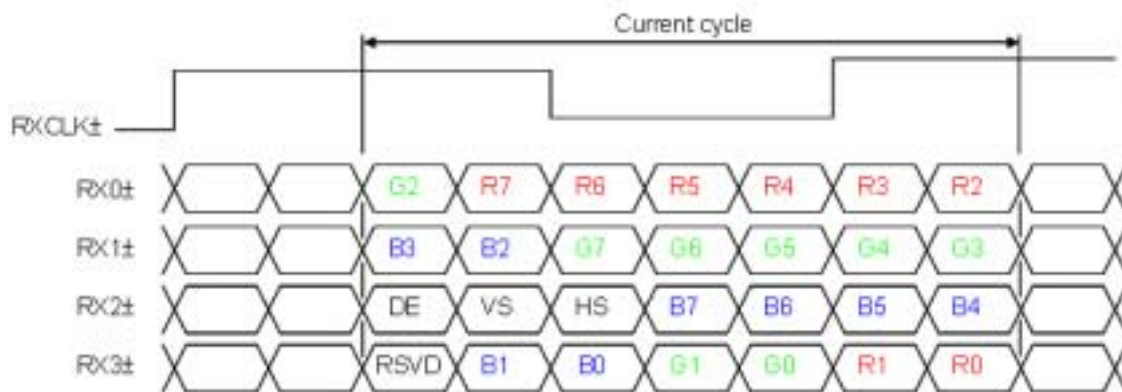 Current cycle
RXCLK±
RX0± G2 R7 R6 R5 R4 R3 R2
RX1± B3 B2 G7 G6 G5 G4 G3
RX2± DE VS HS B7 B6 B5 B4
RX3± RSVD B1 B0 G1 G0 R1 R0